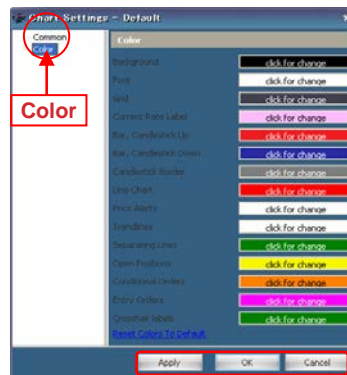 Chart Settings - Default
Common
Color
Color
Color
Background click for change
Font click for change
Grid click for change
Current Rate Label click for change
Bar, Candlestick Up click for change
Bar, Candlestick Down click for change
Candlestick Border click for change
Line Chart click for change
Price Alerts click for change
Trendlines click for change
Separating Lines click for change
Open Positions click for change
Conditional Orders click for change
Entry Orders click for change
Crosshair labels click for change
Reset Colors To Default
Apply OK Cancel